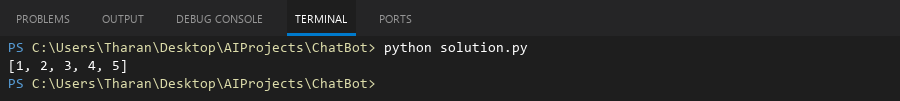 PROBLEMS OUTPUT DEBUG CONSOLE TERMINAL PORTS
PS C:\Users\Tharan\Desktop\AIProjects\ChatBot> python solution.py
[1, 2, 3, 4, 5]
PS C:\Users\Tharan\Desktop\AIProjects\ChatBot>